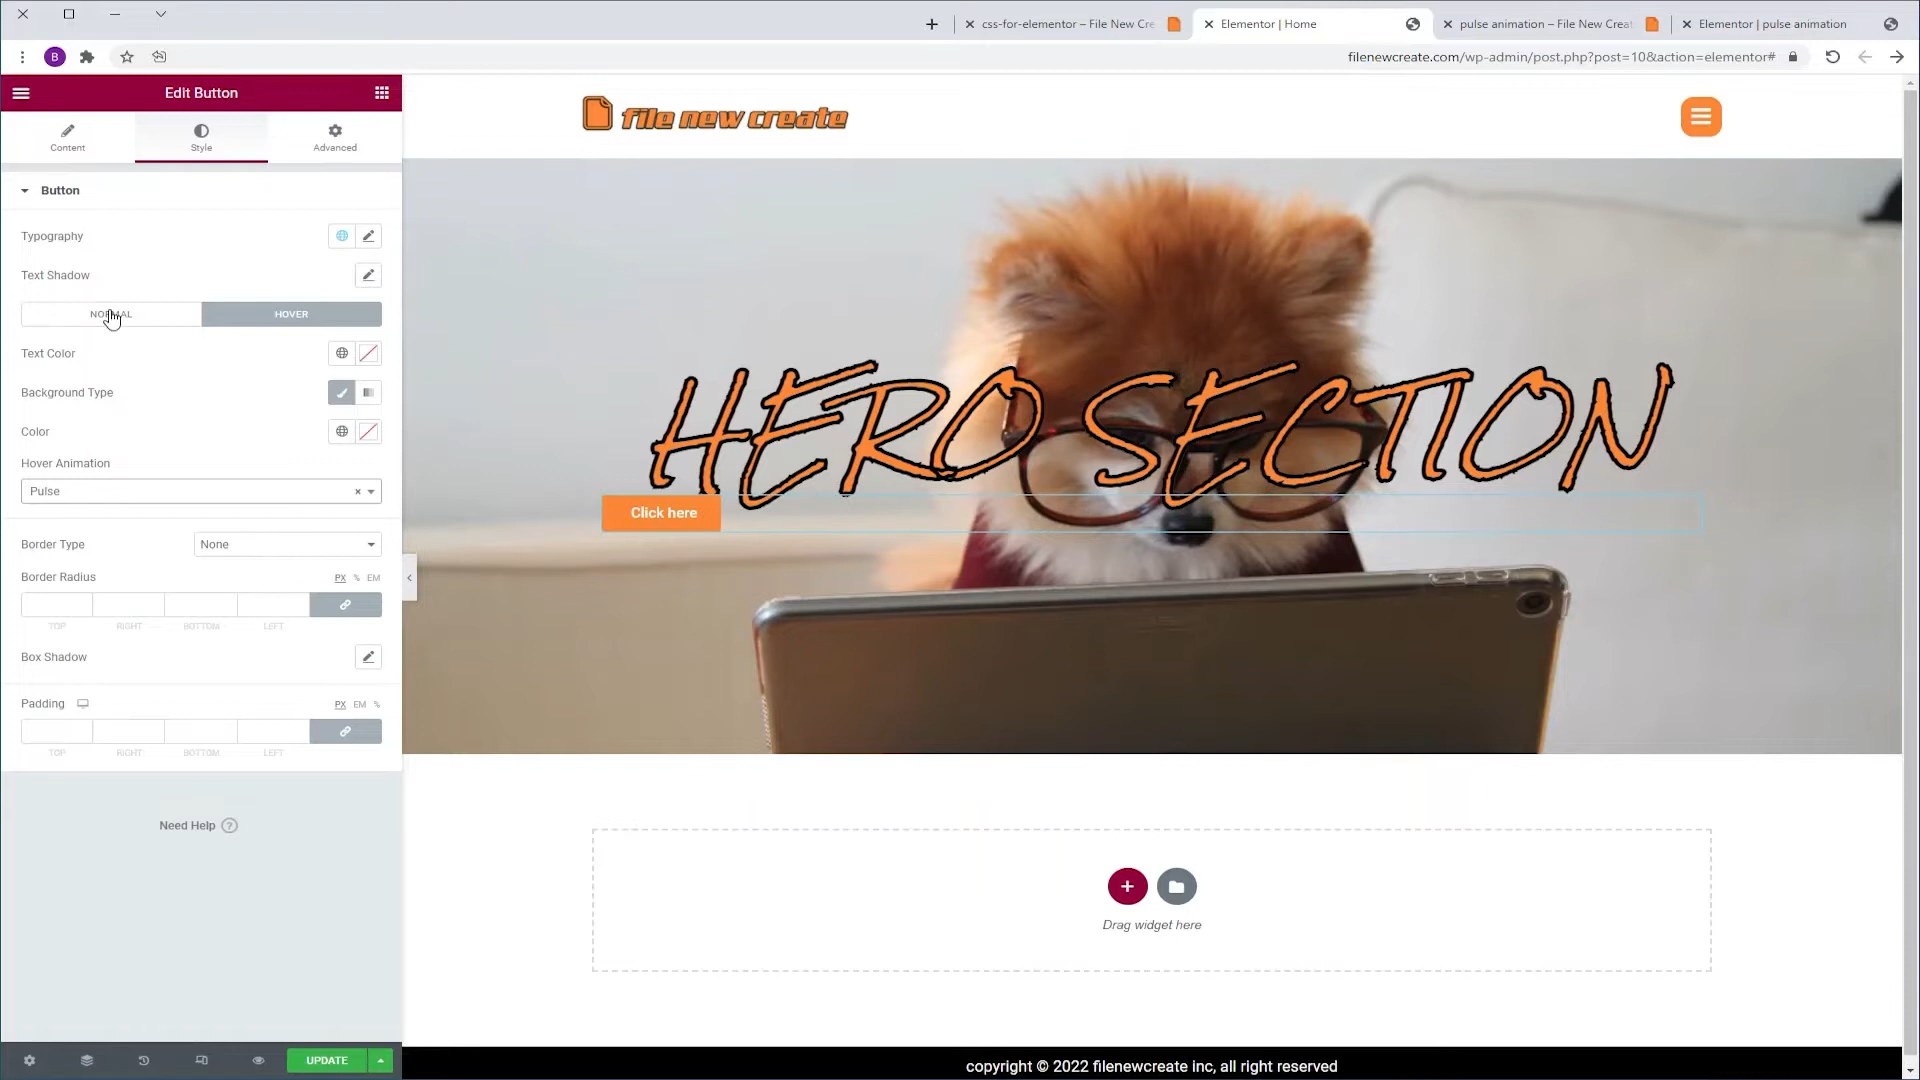 css-for-elementor – File New Cre
Elementor | Home
pulse animation – File New Creat
Elementor | pulse animation
B
filenewcreate.com/wp-admin/post.php?post=10&action=elementor#
Edit Button
Content
Style
Advanced
Button
Typography
Text Shadow
NORMAL
HOVER
Text Color
Background Type
Color
Hover Animation
Pulse
Border Type
None
Border Radius
PX % EM
TOP RIGHT BOTTOM LEFT
Box Shadow
Padding
PX EM %
TOP RIGHT BOTTOM LEFT
Need Help ?
UPDATE
file new create
HERO SECTION
Click here
Drag widget here
copyright © 2022 filenewcreate inc, all right reserved